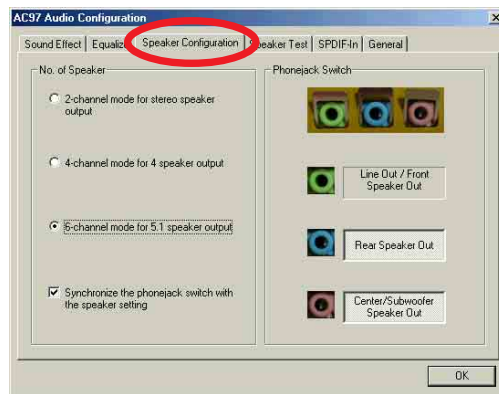 AC97 Audio Configuration
Sound Effect
Equalize
Speaker Configuration
Speaker Test
SPDIF-In
General
No. of Speaker
2-channel mode for stereo speaker
output
4-channel mode for 4 speaker output
6-channel mode for 5.1 speaker output
Synchronize the phonejack switch with
the speaker setting
Phonejack Switch
Line Out / Front
Speaker Out
Rear Speaker Out
Center/Subwoofer
Speaker Out
OK